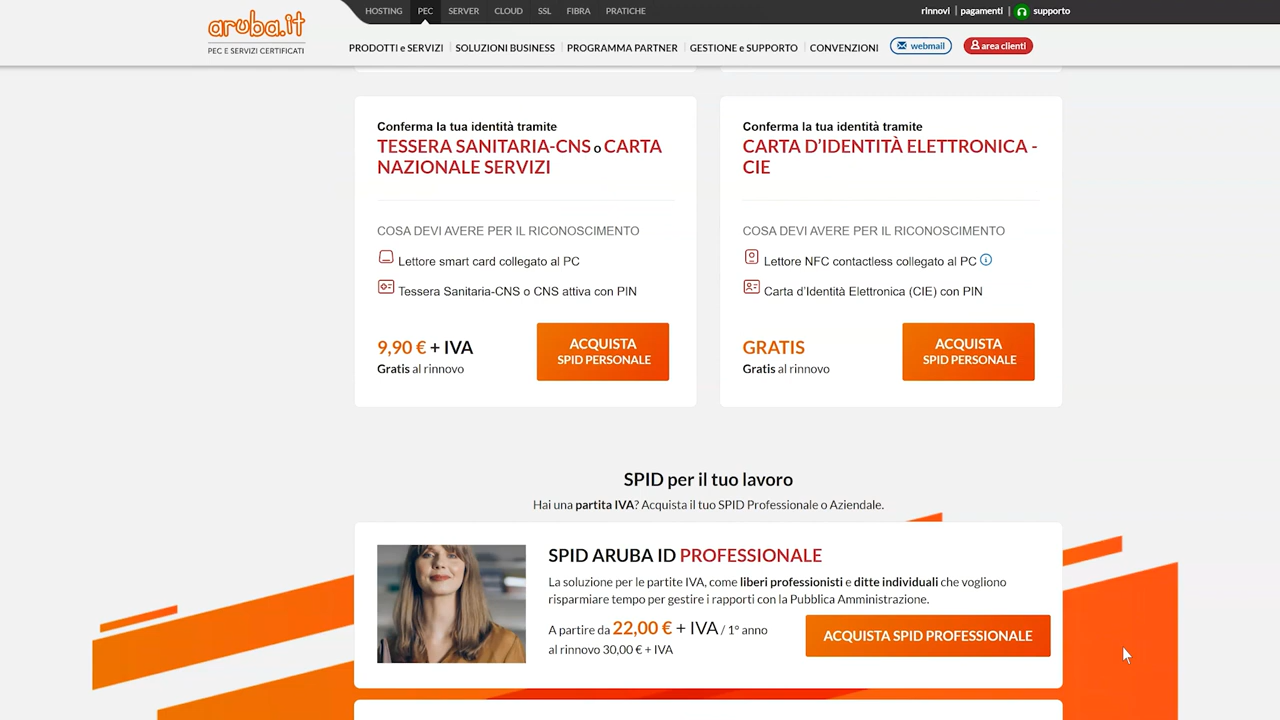 aruba.it
PEC E SERVIZI CERTIFICATI
HOSTING PEC SERVER CLOUD SSL FIBRA PRATICHE
rinnovi | pagamenti | supporto
PRODOTTI e SERVIZI SOLUZIONI BUSINESS PROGRAMMA PARTNER GESTIONE e SUPPORTO CONVENZIONI webmail area clienti
Conferma la tua identità tramite
TESSERA SANITARIA-CNS o CARTA
NAZIONALE SERVIZI
COSA DEVI AVERE PER IL RICONOSCIMENTO
Lettore smart card collegato al PC
Tessera Sanitaria-CNS o CNS attiva con PIN
9,90 € + IVA
Gratis al rinnovo
ACQUISTA
SPID PERSONALE
Conferma la tua identità tramite
CARTA D'IDENTITÀ ELETTRONICA -
CIE
COSA DEVI AVERE PER IL RICONOSCIMENTO
Lettore NFC contactless collegato al PC
Carta d'Identità Elettronica (CIE) con PIN
GRATIS
Gratis al rinnovo
ACQUISTA
SPID PERSONALE
SPID per il tuo lavoro
Hai una partita IVA? Acquista il tuo SPID Professionale o Aziendale.
SPID ARUBA ID PROFESSIONALE
La soluzione per le partite IVA, come liberi professionisti e ditte individuali che vogliono
risparmiare tempo per gestire i rapporti con la Pubblica Amministrazione.
A partire da 22,00 € + IVA / 1° anno
al rinnovo 30,00 € + IVA
ACQUISTA SPID PROFESSIONALE